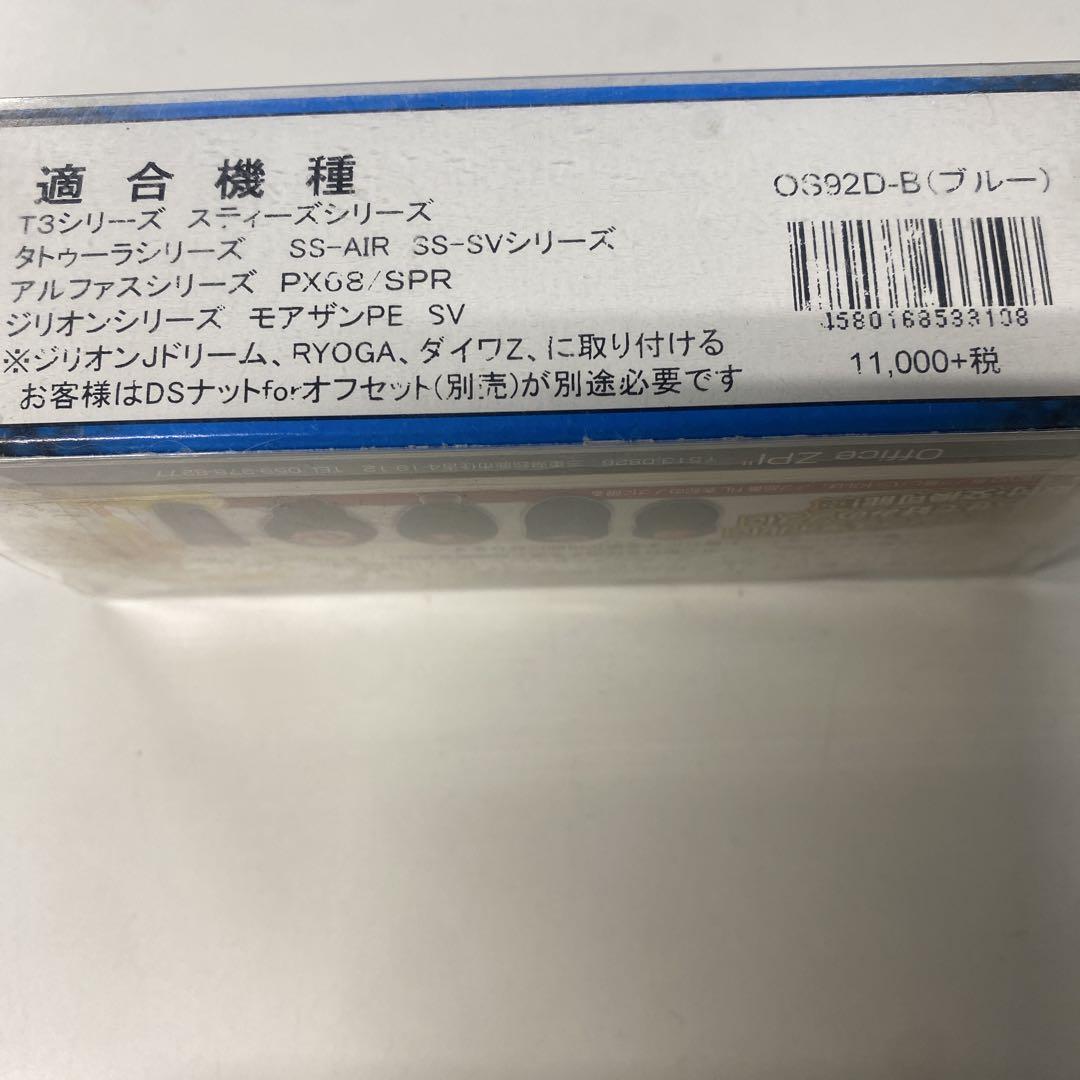 適合機種
T3シリーズ スティーズシリーズ
タトゥーラシリーズ SS-AIR SS-SVシリーズ
アルファスシリーズ PX68/SPR
ジリオンシリーズ モアザンPE SV
※ジリオンJドリーム、RYOGA、ダイワZ、に取り付ける
お客様はDSナットforオフセット(別売)が別途必要です
OS92D-B(ブルー)
4580168533108
11,000+税
Office ZPI
TEL 059-378-8277